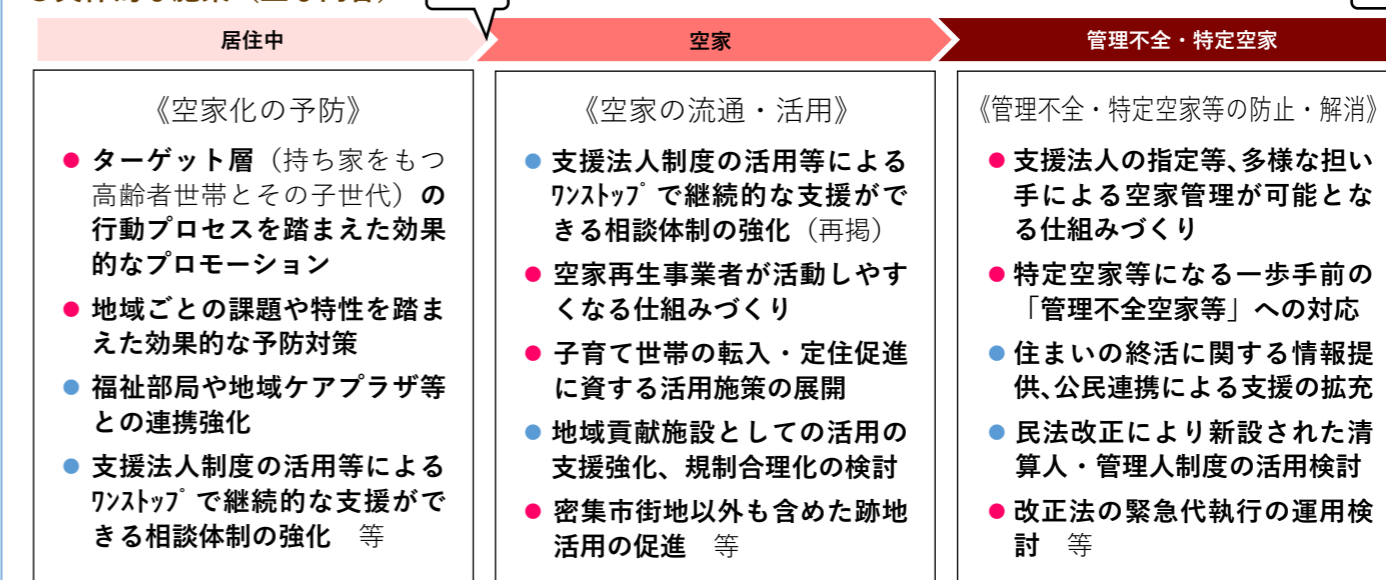 居住中
空家
管理不全・特定空家
《空家化の予防》
● ターゲット層（持ち家をもつ
高齢者世帯とその子世代）の
行動プロセスを踏まえた効果
的なプロモーション
● 地域ごとの課題や特性を踏ま
えた効果的な予防対策
● 福祉部局や地域ケアプラザ等
との連携強化
● 支援法人制度の活用等による
ﾜﾝｽﾄｯﾌﾟで継続的な支援がで
きる相談体制の強化　等
《空家の流通・活用》
● 支援法人制度の活用等による
ﾜﾝｽﾄｯﾌﾟで継続的な支援がで
きる相談体制の強化（再掲）
● 空家再生事業者が活動しやす
くなる仕組みづくり
● 子育て世帯の転入・定住促進
に資する活用施策の展開
● 地域貢献施設としての活用の
支援強化、規制合理化の検討
● 密集市街地以外も含めた跡地
活用の促進　等
《管理不全・特定空家等の防止・解消》
● 支援法人の指定等、多様な担い
手による空家管理が可能とな
る仕組みづくり
● 特定空家等になる一歩手前の
「管理不全空家等」への対応
● 住まいの終活に関する情報提
供、公民連携による支援の拡充
● 民法改正により新設された清
算人・管理人制度の活用検討
● 改正法の緊急代執行の運用検
討　等